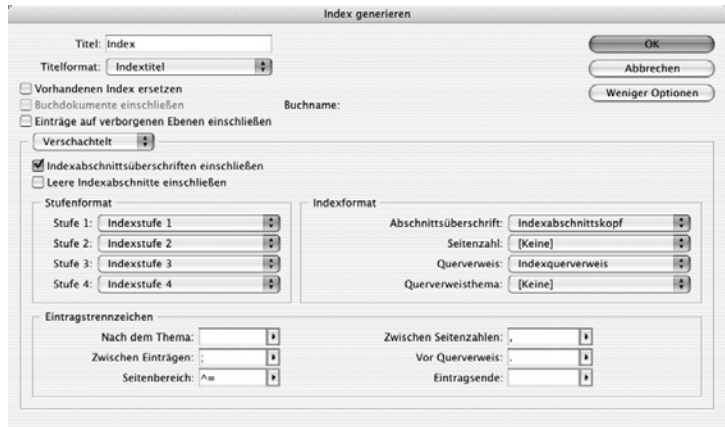 Index generieren
Titel: Index
OK
Titelformat: Indextitel
Abbrechen
Vorhandenen Index ersetzen
Weniger Optionen
Buchdokumente einschließen Buchname:
Einträge auf verborgenen Ebenen einschließen
Verschachtelt
Indexabschnittsüberschriften einschließen
Leere Indexabschnitte einschließen
Stufenformat
Stufe 1: Indexstufe 1
Stufe 2: Indexstufe 2
Stufe 3: Indexstufe 3
Stufe 4: Indexstufe 4
Indexformat
Abschnittsüberschrift: Indexabschnittskopf
Seitenzahl: [Keine]
Querverweis: Indexquerverweis
Querverweisthema: [Keine]
Eintragstrennzeichen
Nach dem Thema:
Zwischen Einträgen: ;
Seitenbereich: ^=
Zwischen Seitenzahlen: ,
Vor Querverweis: .
Eintragsende: